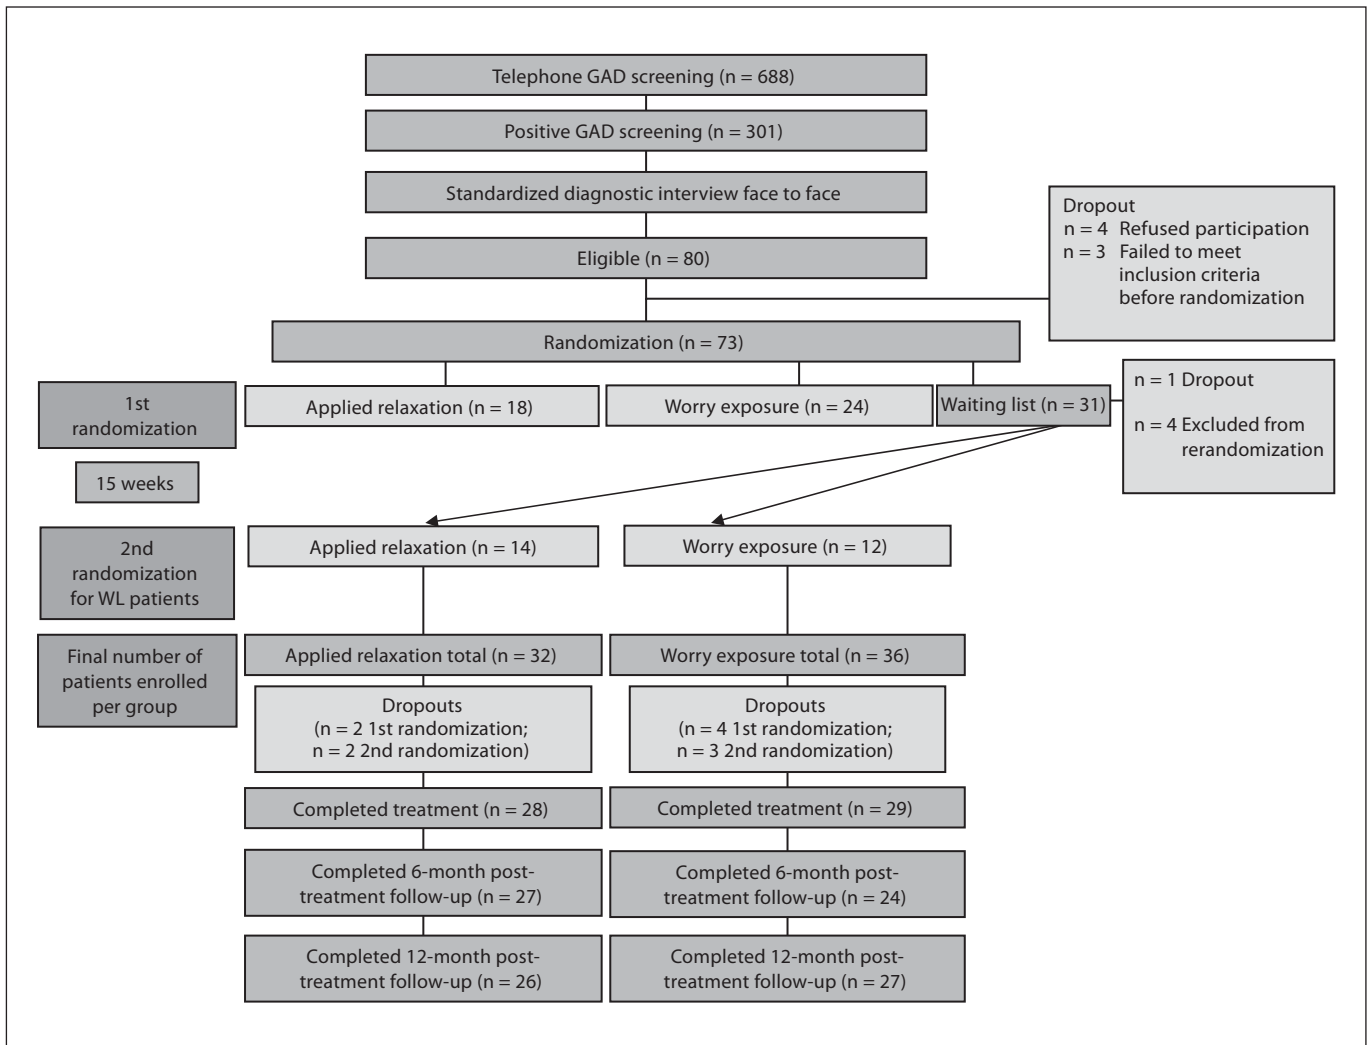 Telephone GAD screening (n = 688)
Positive GAD screening (n = 301)
Standardized diagnostic interview face to face
Eligible (n = 80)
Dropout
n = 4 Refused participation
n = 3 Failed to meet
inclusion criteria
before randomization
Randomization (n = 73)
1st
randomization
Applied relaxation (n = 18)
Worry exposure (n = 24)
Waiting list (n = 31)
n = 1 Dropout
n = 4 Excluded from
rerandomization
15 weeks
2nd
randomization
for WL patients
Applied relaxation (n = 14)
Worry exposure (n = 12)
Final number of
patients enrolled
per group
Applied relaxation total (n = 32)
Worry exposure total (n = 36)
Dropouts
(n = 2 1st randomization;
n = 2 2nd randomization)
Dropouts
(n = 4 1st randomization;
n = 3 2nd randomization)
Completed treatment (n = 28)
Completed treatment (n = 29)
Completed 6-month post-
treatment follow-up (n = 27)
Completed 6-month post-
treatment follow-up (n = 24)
Completed 12-month post-
treatment follow-up (n = 26)
Completed 12-month post-
treatment follow-up (n = 27)